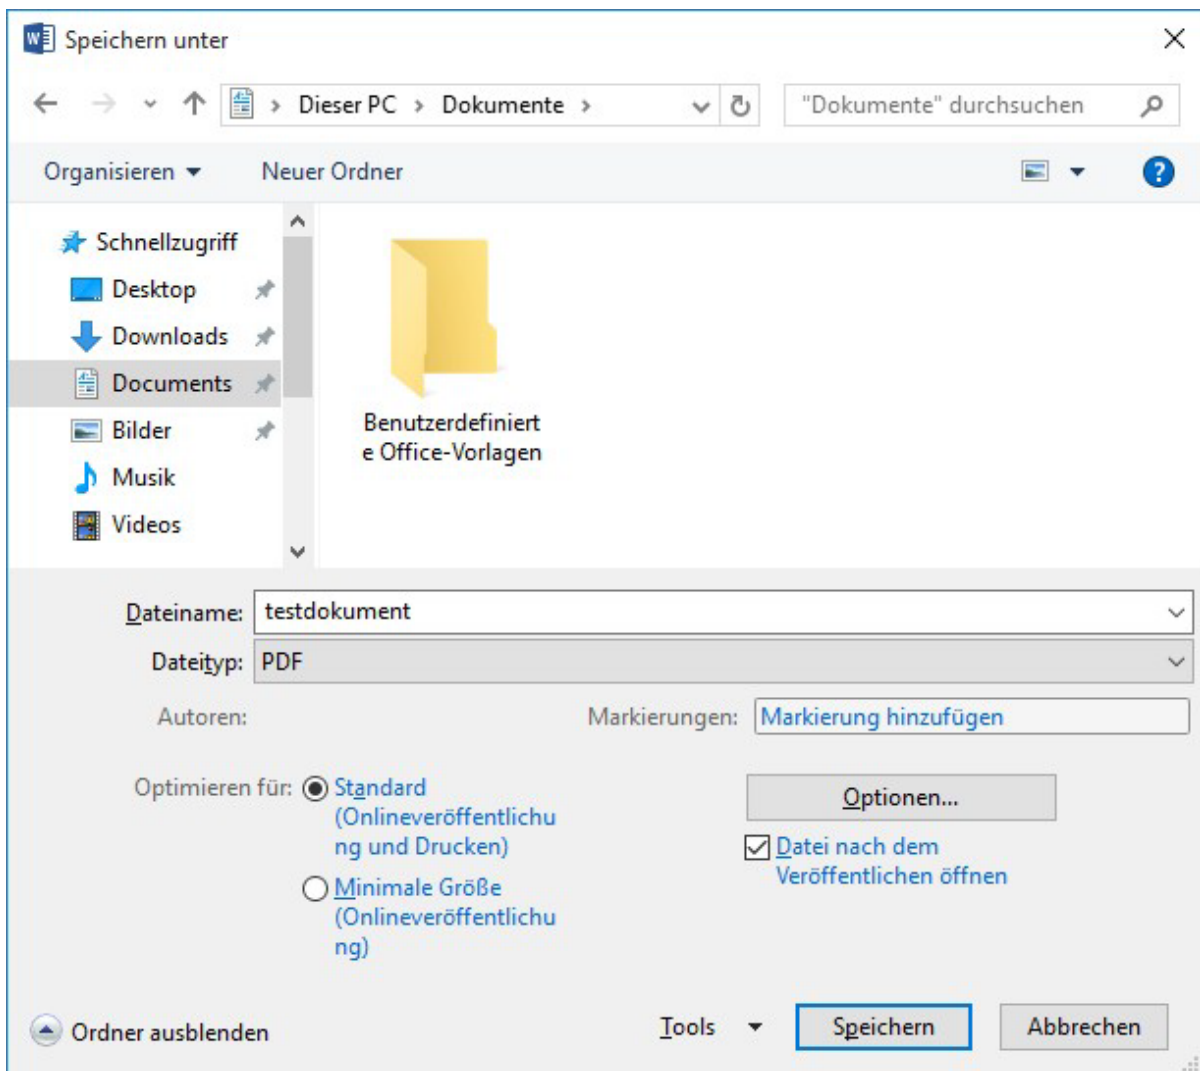 Speichern unter
Dieser PC > Dokumente >
"Dokumente" durchsuchen
Organisieren
Neuer Ordner
?
Schnellzugriff
Desktop
Downloads
Documents
Bilder
Musik
Videos
Benutzerdefiniert
e Office-Vorlagen
Dateiname: testdokument
Dateityp: PDF
Autoren:
Markierungen: Markierung hinzufügen
Optimieren für:
Standard
(Onlineveröffentlichu
ng und Drucken)
Minimale Größe
(Onlineveröffentlichu
ng)
Optionen...
Datei nach dem
Veröffentlichen öffnen
Ordner ausblenden
Tools
Speichern
Abbrechen